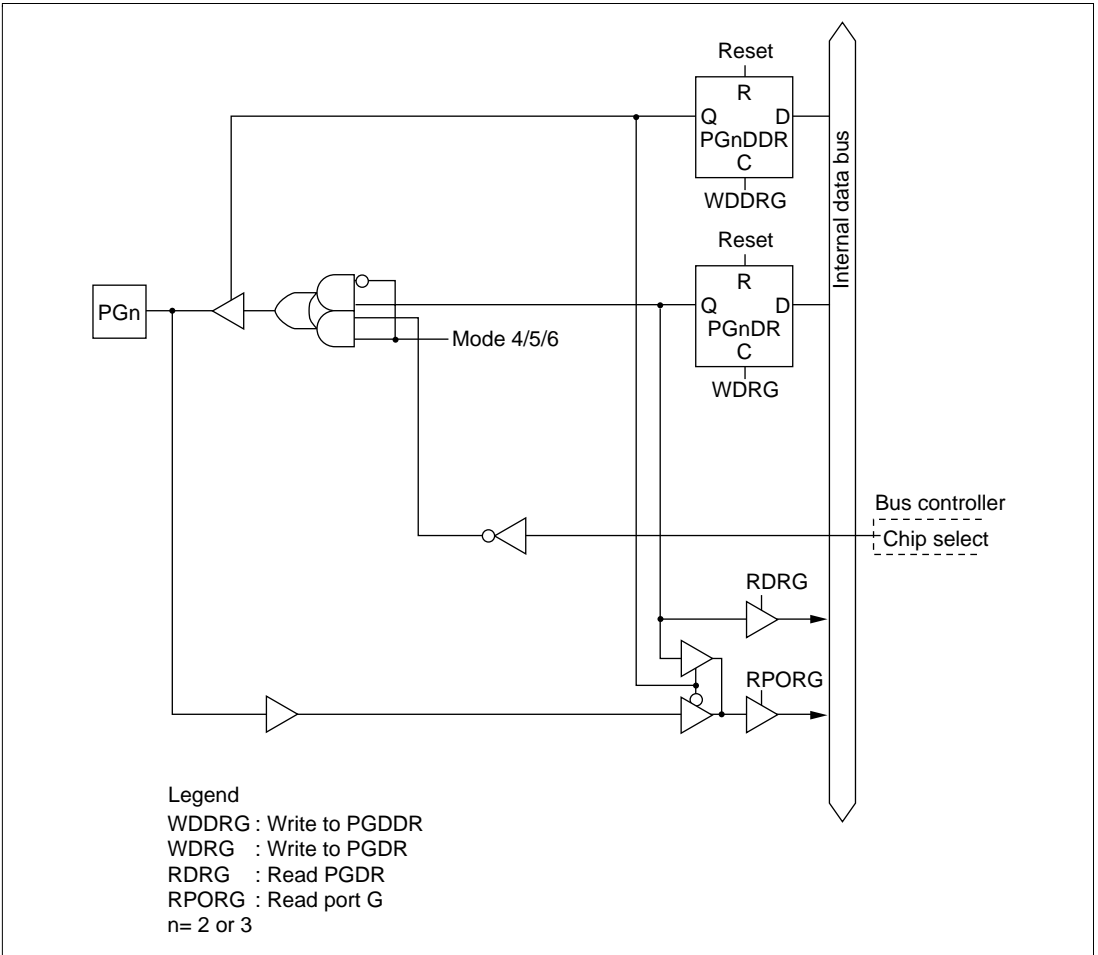 Reset
R
Q D
PGnDDR
C
WDDRG
Internal data bus
Reset
R
Q D
PGnDR
C
WDRG
PGn
Mode 4/5/6
Bus controller
Chip select
RDRG
RPORG
Legend
WDDRG : Write to PGDDR
WDRG : Write to PGDR
RDRG : Read PGDR
RPORG : Read port G
n= 2 or 3